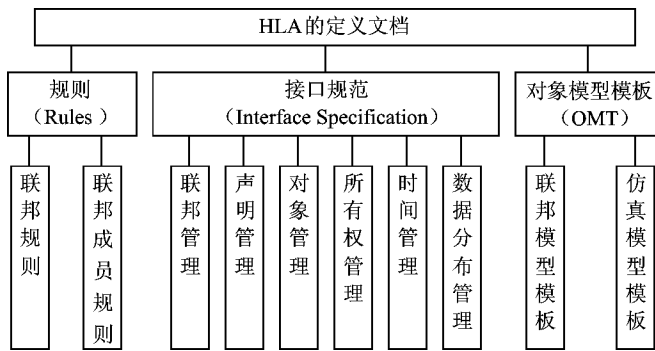 HLA的定义文档
规则
（Rules ）
接口规范
（Interface Specification）
对象模型模板
（OMT）
联邦规则
联邦成员规则
联邦管理
声明管理
对象管理
所有权管理
时间管理
数据分布管理
联邦模型模板
仿真模型模板